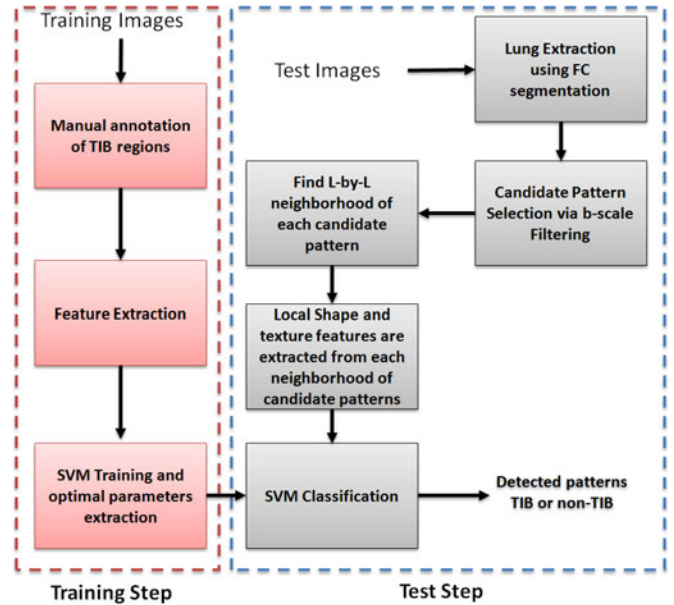 Training Images
Manual annotation
of TIB regions
Feature Extraction
SVM Training and
optimal parameters
extraction
Training Step
Test Images
Lung Extraction
using FC
segmentation
Candidate Pattern
Selection via b-scale
Filtering
Find L-by-L
neighborhood of
each candidate
pattern
Local Shape and
texture features are
extracted from each
neighborhood of
candidate patterns
SVM Classification
Detected patterns
TIB or non-TIB
Test Step